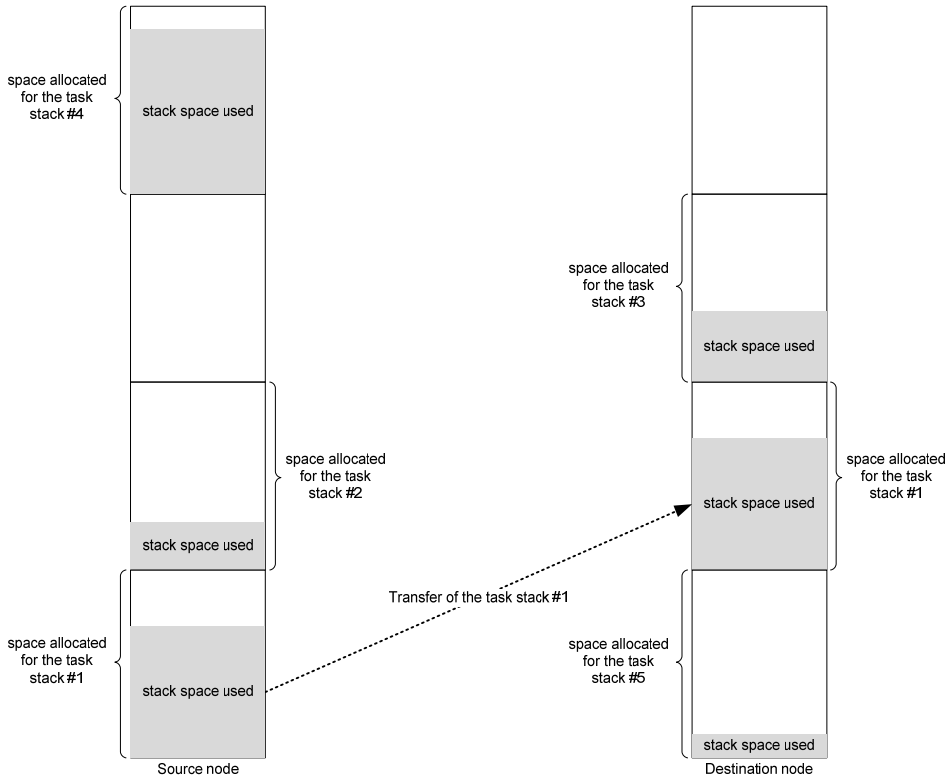 space allocated
for the task
stack #4
stack space used
space allocated
for the task
stack #2
stack space used
space allocated
for the task
stack #1
stack space used
Source node
Transfer of the task stack #1
space allocated
for the task
stack #3
stack space used
space allocated
for the task
stack #1
stack space used
space allocated
for the task
stack #5
stack space used
Destination node